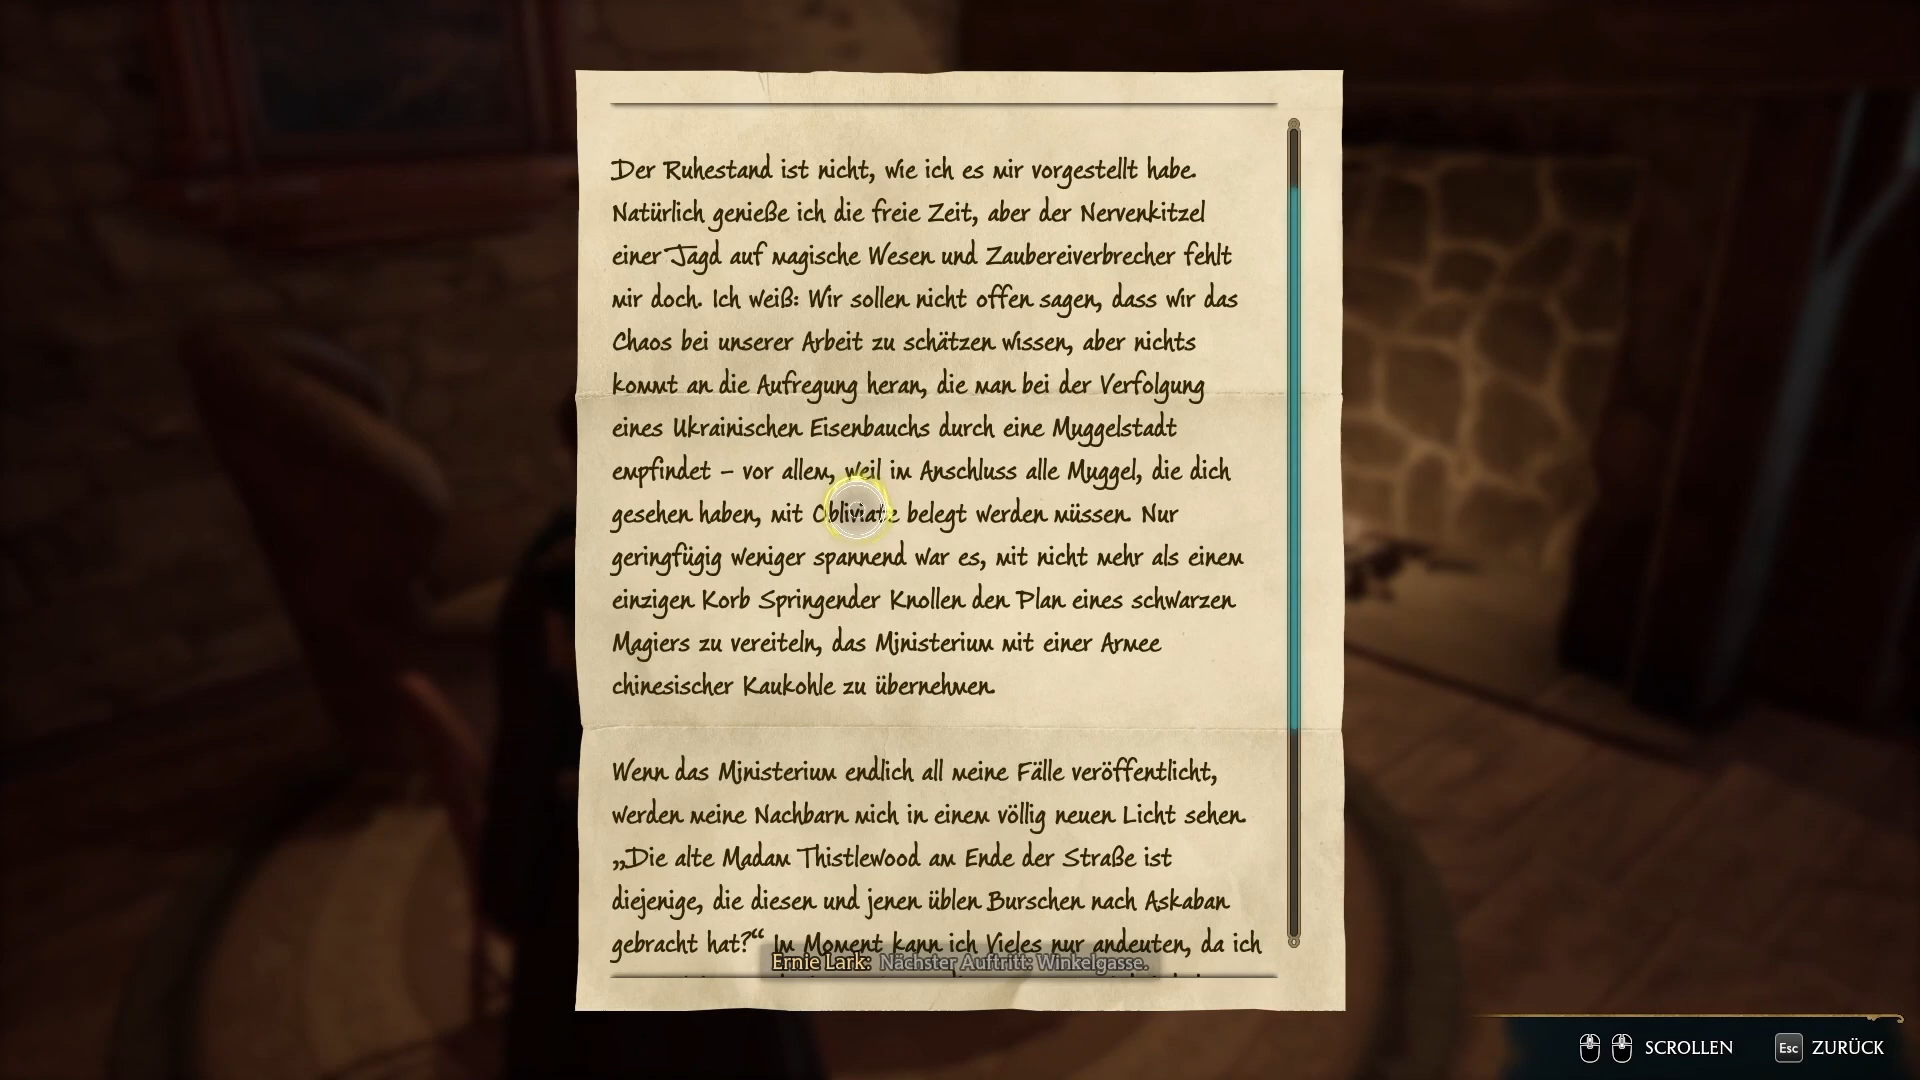 Der Ruhestand ist nicht, wie ich es mir vorgestellt habe.
Natürlich genieße ich die freie Zeit, aber der Nervenkitzel
einer Jagd auf magische Wesen und Zaubereiverbrecher fehlt
mir doch. Ich weiß: Wir sollen nicht offen sagen, dass wir das
Chaos bei unserer Arbeit zu schätzen wissen, aber nichts
kommt an die Aufregung heran, die man bei der Verfolgung
eines Ukrainischen Eisenbauchs durch eine Muggelstadt
empfindet – vor allem, weil im Anschluss alle Muggel, die dich
gesehen haben, mit Obliviate belegt werden müssen. Nur
geringfügig weniger spannend war es, mit nicht mehr als einem
einzigen Korb Springender Knollen den Plan eines schwarzen
Magiers zu vereiteln, das Ministerium mit einer Armee
chinesischer Kaukohle zu übernehmen.
Wenn das Ministerium endlich all meine Fälle veröffentlicht,
werden meine Nachbarn mich in einem völlig neuen Licht sehen.
„Die alte Madam Thistlewood am Ende der Straße ist
diejenige, die diesen und jenen üblen Burschen nach Askaban
gebracht hat?“ Im Moment kann ich Vieles nur andeuten, da ich
Ernie Lark: Nächster Auftritt: Winkelgasse.
SCROLLEN
Esc ZURÜCK